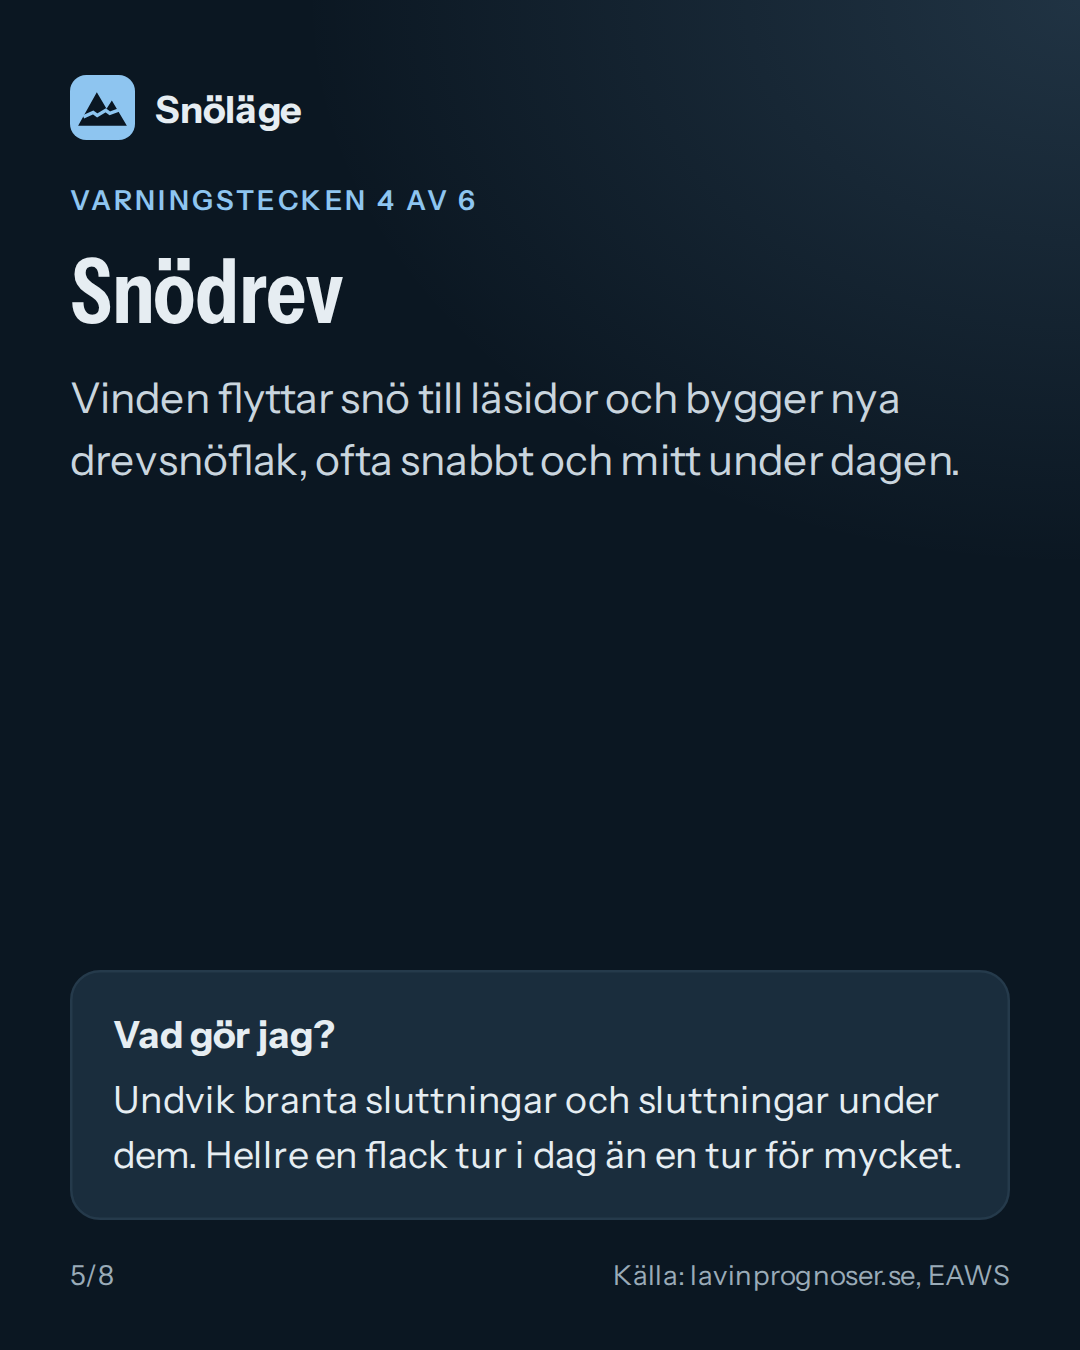 Snöläge
VARNINGSTECKEN 4 AV 6
Snödrev
Vinden flyttar snö till läsidor och bygger nya
drevsnöflak, ofta snabbt och mitt under dagen.
Vad gör jag?
Undvik branta sluttningar och sluttningar under
dem. Hellre en flack tur i dag än en tur för mycket.
5/8
Källa: lavinprognoser.se, EAWS